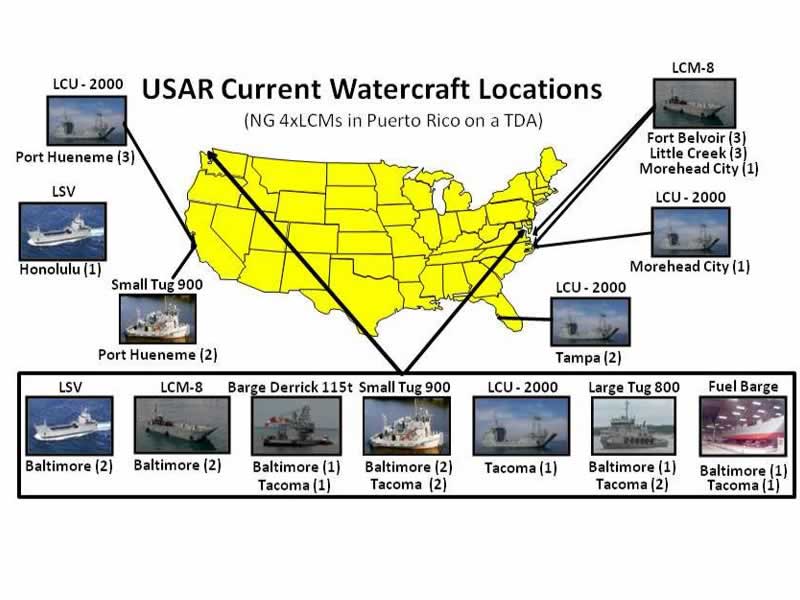 USAR Current Watercraft Locations
(NG 4xLCMs in Puerto Rico on a TDA)
LCU - 2000
Port Hueneme (3)
LSV
Honolulu (1)
Small Tug 900
Port Hueneme (2)
LCM-8
Fort Belvoir (3)
Little Creek (3)
Morehead City (1)
LCU - 2000
Morehead City (1)
LCU - 2000
Tampa (2)
LSV
Baltimore (2)
LCM-8
Baltimore (2)
Barge Derrick 115t
Baltimore (1)
Tacoma (1)
Small Tug 900
Baltimore (2)
Tacoma (2)
LCU - 2000
Tacoma (1)
Large Tug 800
Baltimore (1)
Tacoma (2)
Fuel Barge
Baltimore (1)
Tacoma (1)